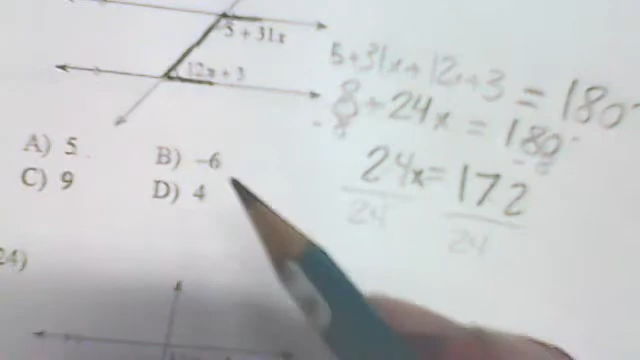 5 + 31x
12x + 3
5+31x+12x+3 = 180
8 + 24x = 180
-8 -8
24x = 172
24 24
A) 5
B) -6
C) 9
D) 4
24)